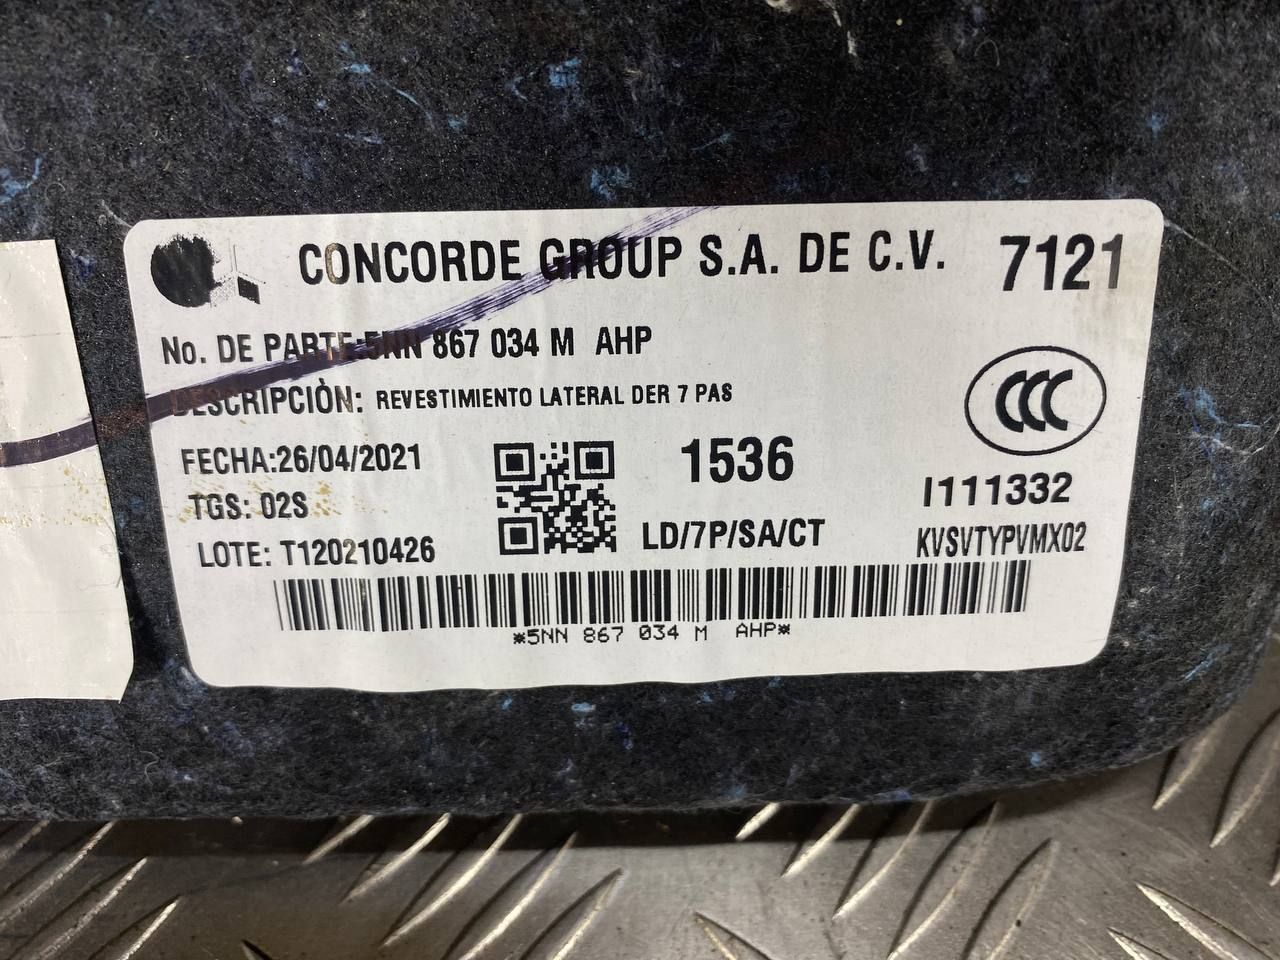 CONCORDE GROUP S.A. DE C.V. 7121
No. DE PARTE:5NN 867 034 M AHP
DESCRIPCIÒN: REVESTIMIENTO LATERAL DER 7 PAS
CCC
FECHA:26/04/2021
1536
I111332
TGS: 02S
LOTE: T120210426
LD/7P/SA/CT
KVSVTYPVMX02
*5NN 867 034 M AHP*